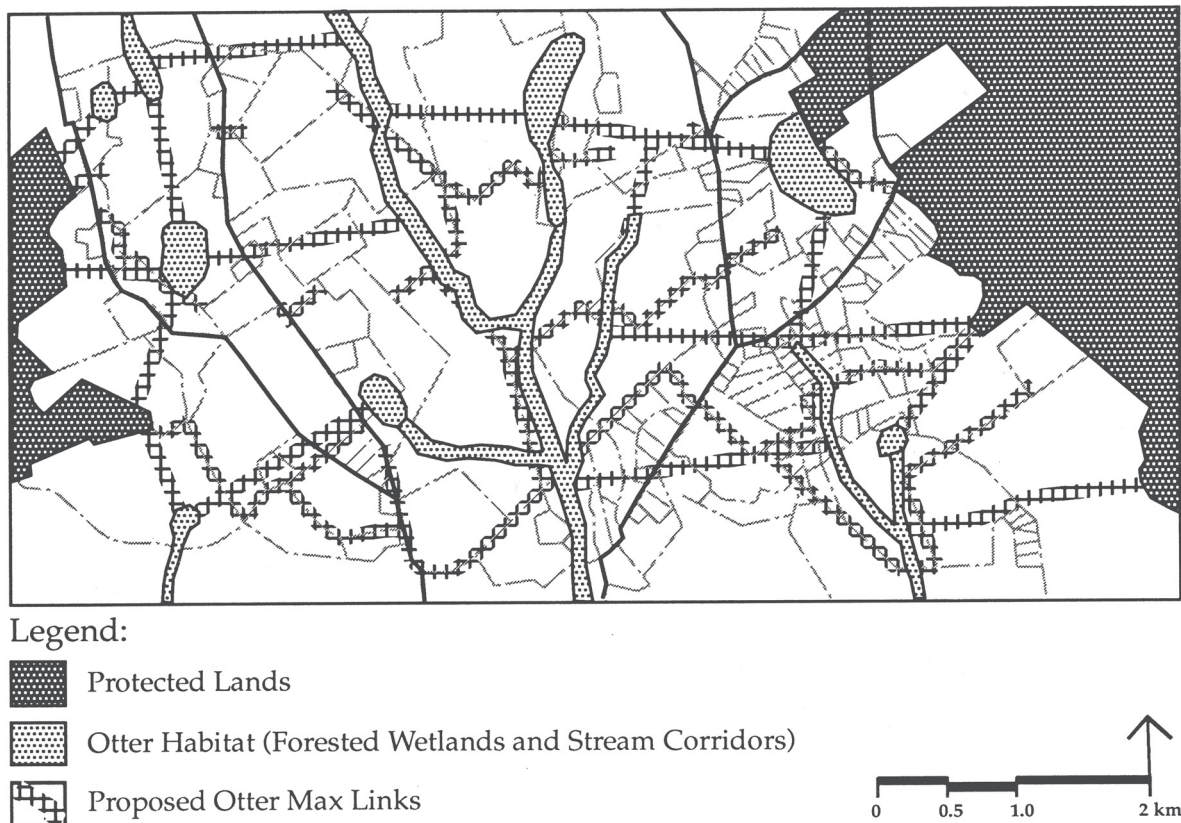 Legend:
Protected Lands
Otter Habitat (Forested Wetlands and Stream Corridors)
Proposed Otter Max Links
0 0.5 1.0 2 km